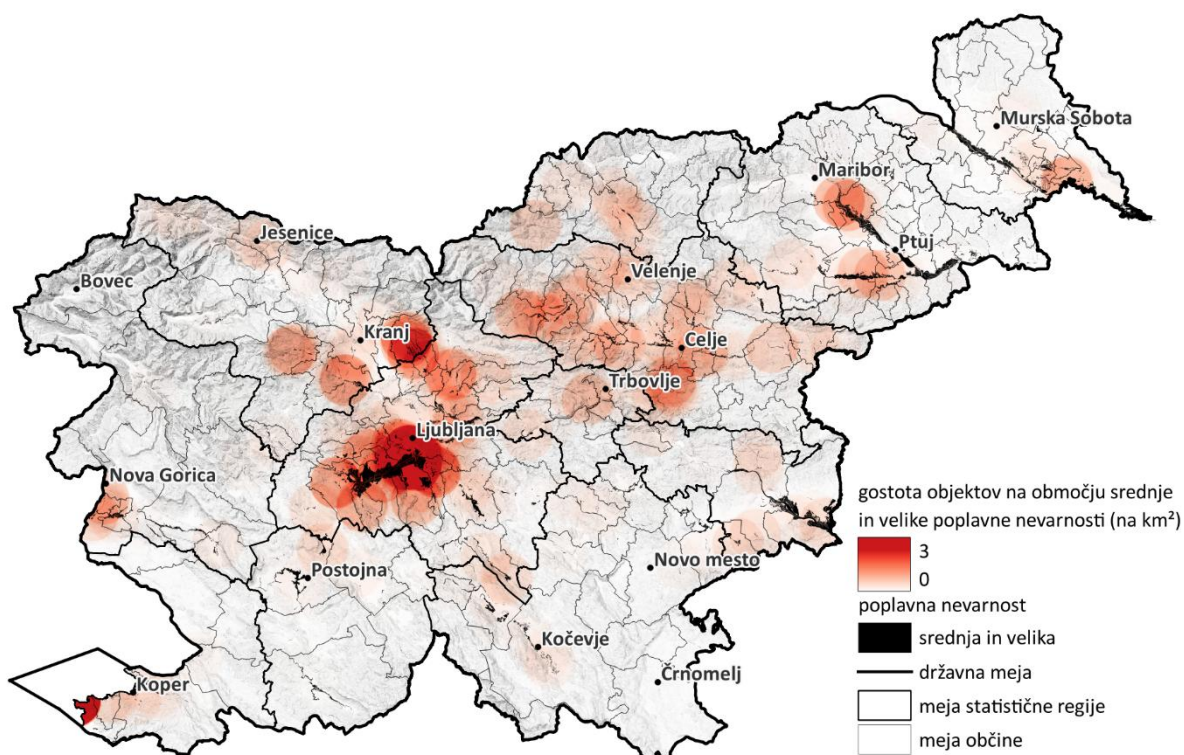 Murska Sobota
Maribor
Jesenice
Ptuj
Bovec
Velenje
Kranj
Celje
Trbovlje
Ljubljana
Nova Gorica
gostota objektov na območju srednje
in velike poplavne nevarnosti (na km²)
3
0
Novo mesto
Postojna
poplavna nevarnost
srednja in velika
Kočevje
državna meja
Črnomelj
Koper
meja statistične regije
meja občine